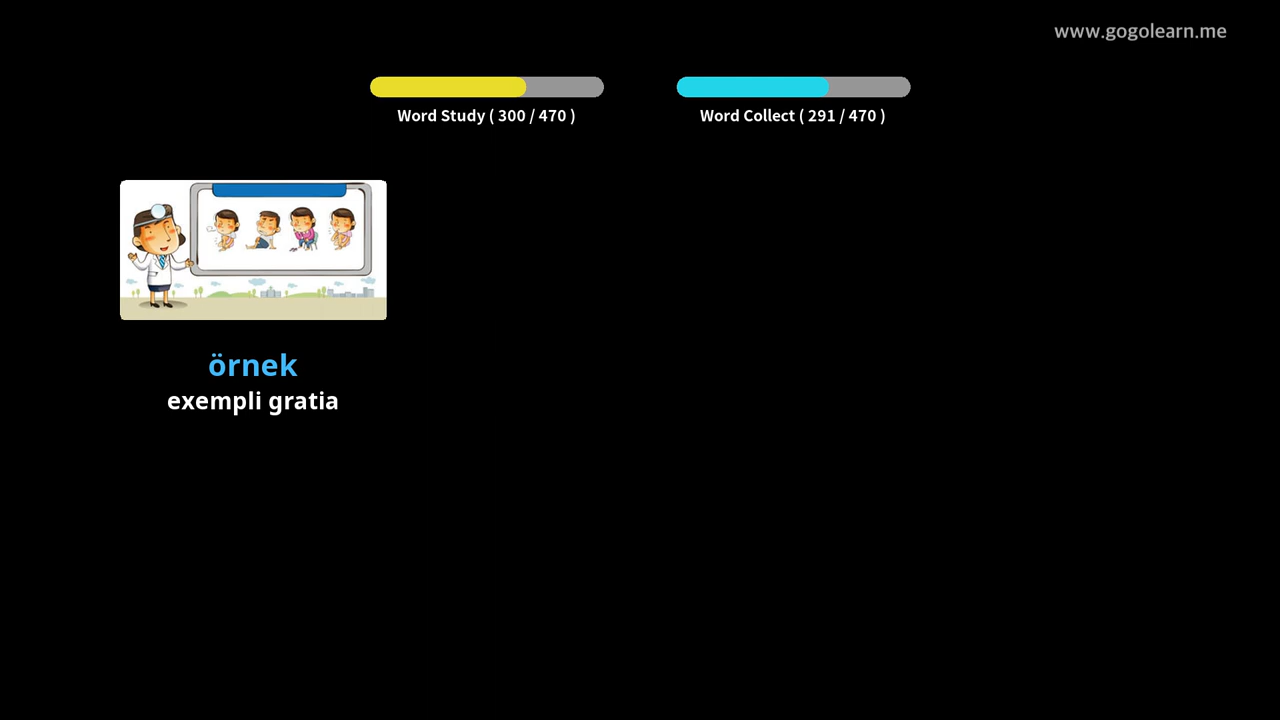 www.gogolearn.me
Word Study ( 300 / 470 )
Word Collect ( 291 / 470 )
örnek
exempli gratia